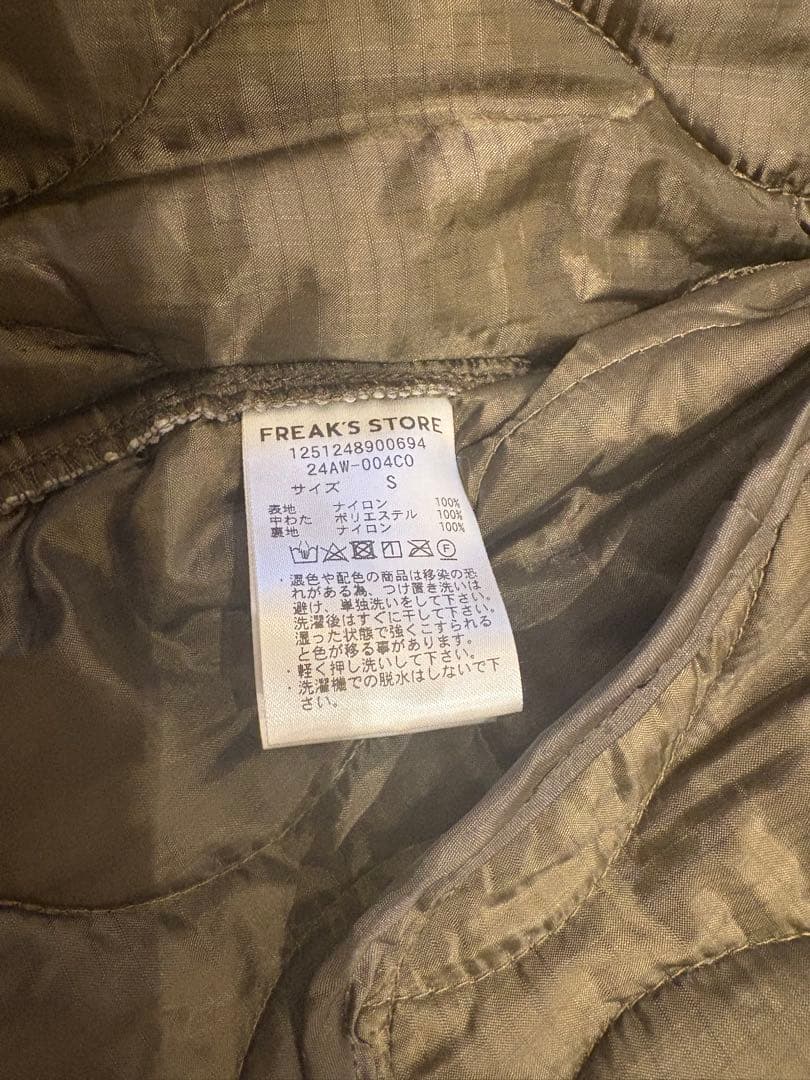 FREAK'S STORE
1251248900694
24AW-004CO
サイズ S
表地 ナイロン 100%
中わた ポリエステル 100%
裏地 ナイロン 100%
F
・濃色や配色の商品は移染の恐
れがある為、つけ置き洗いは
避け、単独洗いをして下さい。
洗濯後はすぐに干して下さい。
湿った状態で強くこすられる
と色が移る事があります。
・軽く押し洗いして下さい。
・洗濯機での脱水はしないで下
さい。